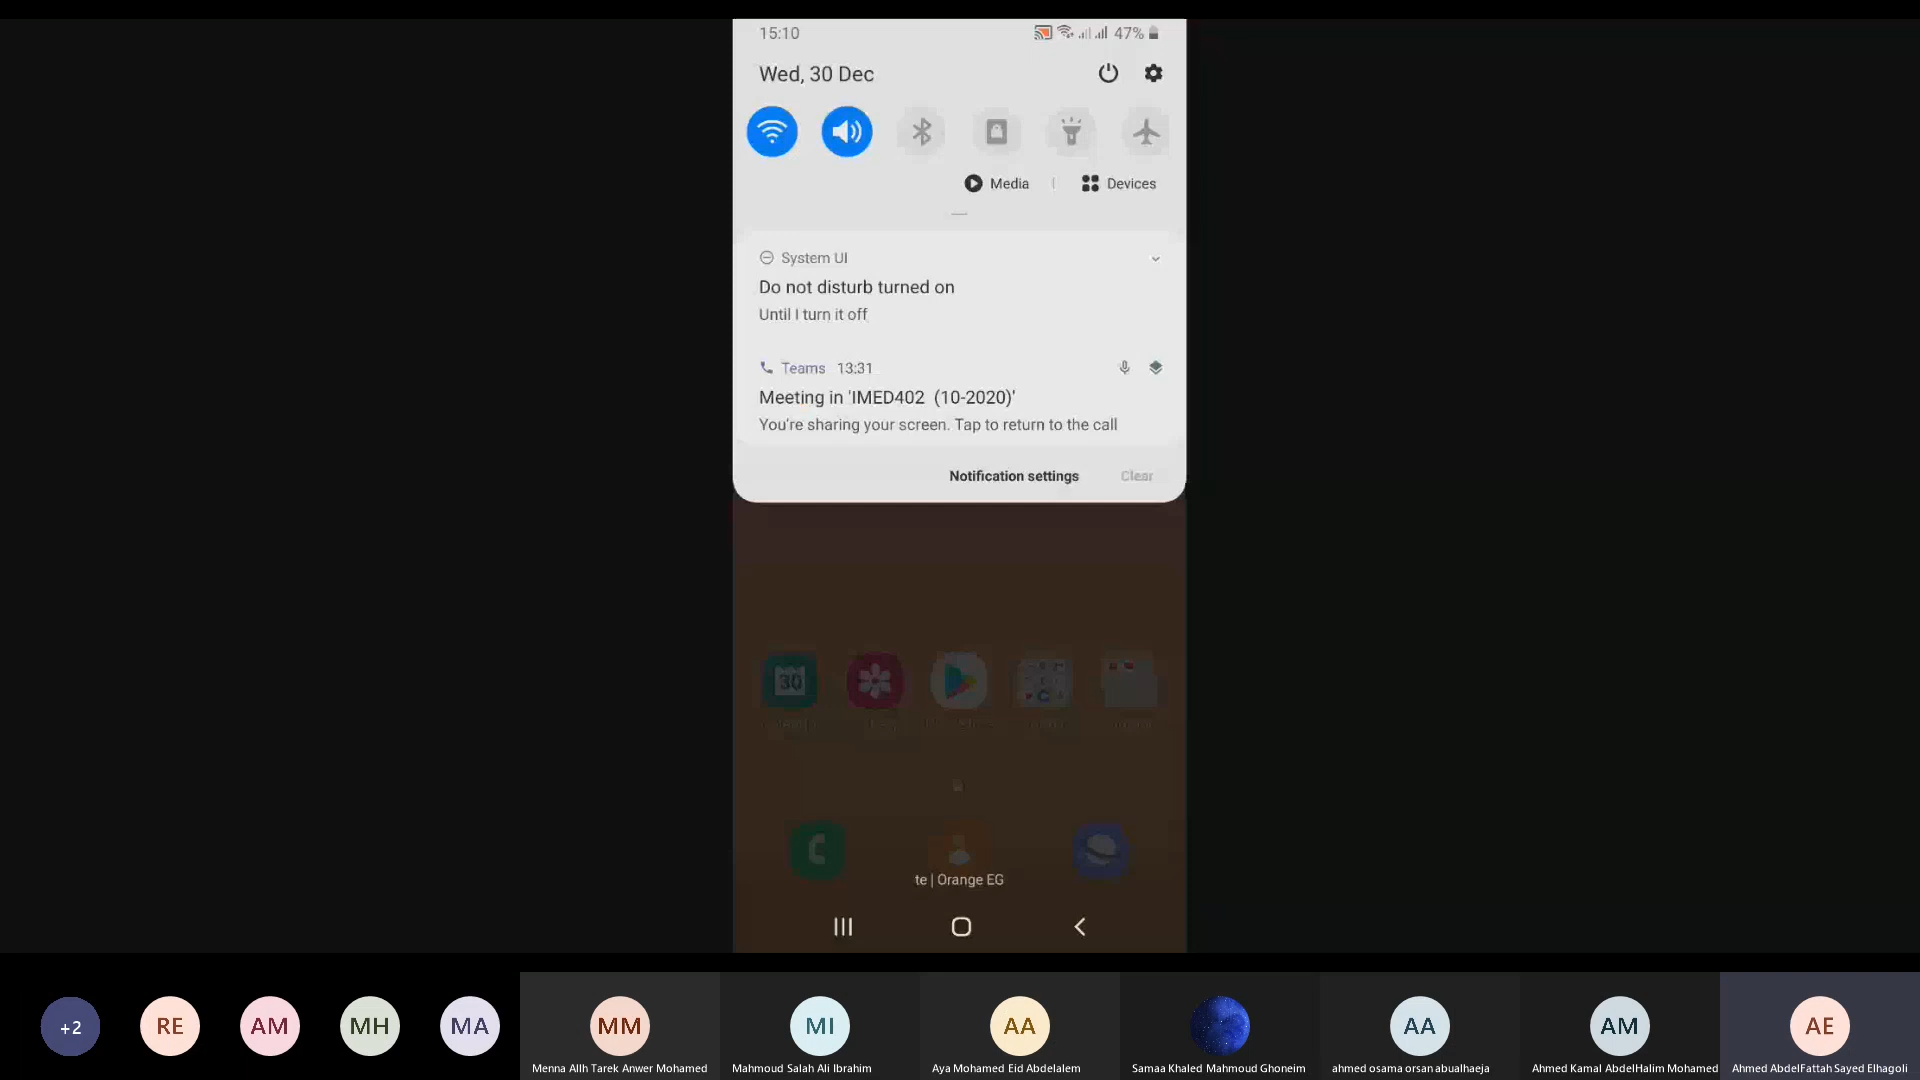 15:10
47%
Wed, 30 Dec
Media
Devices
System UI
Do not disturb turned on
Until I turn it off
Teams 13:31
Meeting in 'IMED402 (10-2020)'
You're sharing your screen. Tap to return to the call
Notification settings
Clear
30
te | Orange EG
+2
RE
AM
MH
MA
MM
MI
AA
AA
AM
AE
Menna Allh Tarek Anwer Mohamed
Mahmoud Salah Ali Ibrahim
Aya Mohamed Eid Abdelalem
Samaa Khaled Mahmoud Ghoneim
ahmed osama orsan abualhaeja
Ahmed Kamal AbdelHalim Mohamed
Ahmed AbdelFattah Sayed Elhagoli